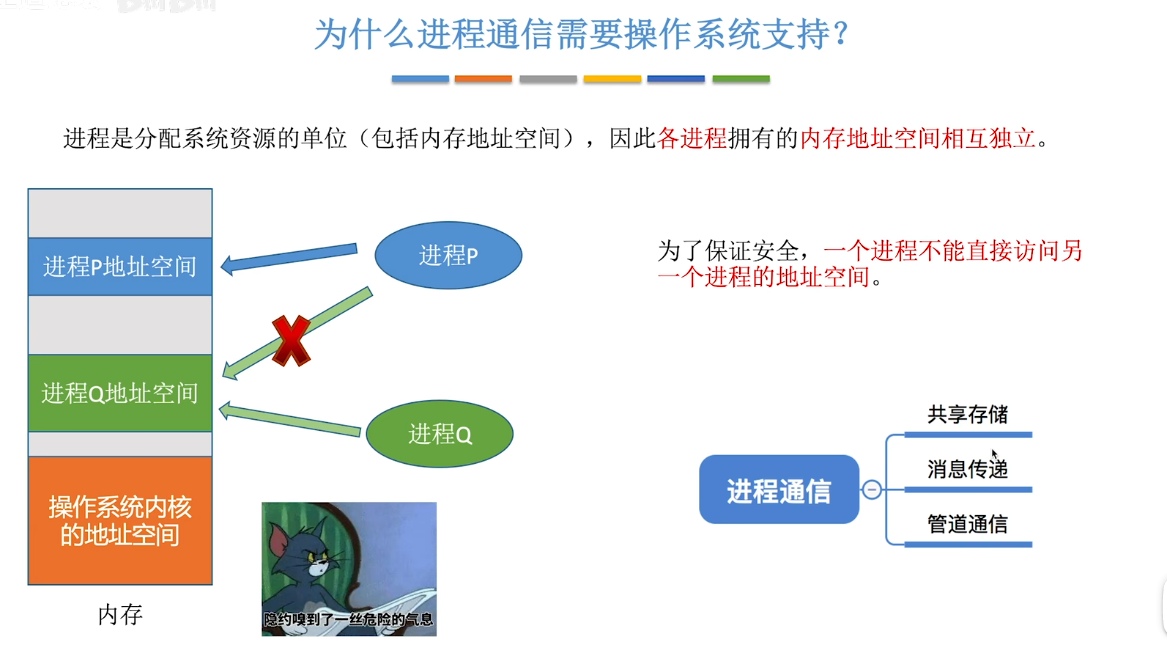 为什么进程通信需要操作系统支持？
进程是分配系统资源的单位（包括内存地址空间），因此各进程拥有的内存地址空间相互独立。
进程P地址空间
进程P
为了保证安全，一个进程不能直接访问另
一个进程的地址空间。
进程Q地址空间
进程Q
操作系统内核
的地址空间
内存
隐约嗅到了一丝危险的气息
进程通信
共享存储
消息传递
管道通信